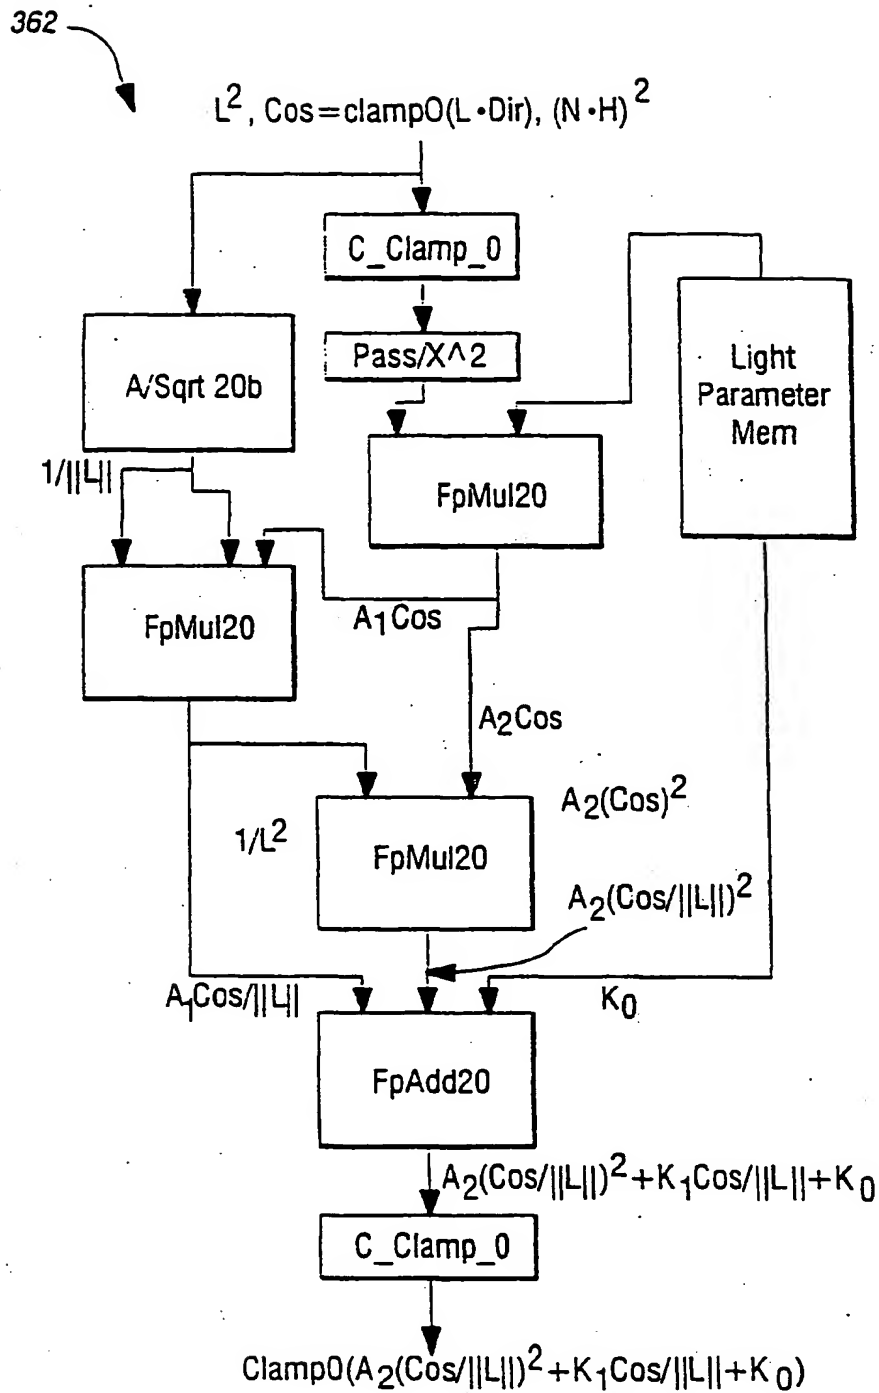 362
L², Cos=clamp0(L•Dir), (N•H)²
C_Clamp_0
Pass/X^2
A/Sqrt 20b
Light
Parameter
Mem
1/||L||
FpMul20
FpMul20
A₁Cos
A₂Cos
A₂(Cos)²
1/L²
FpMul20
A₂(Cos/||L||)²
A₁Cos/||L||
K₀
FpAdd20
A₂(Cos/||L||)²+K₁Cos/||L||+K₀
C_Clamp_0
Clamp0(A₂(Cos/||L||)²+K₁Cos/||L||+K₀)